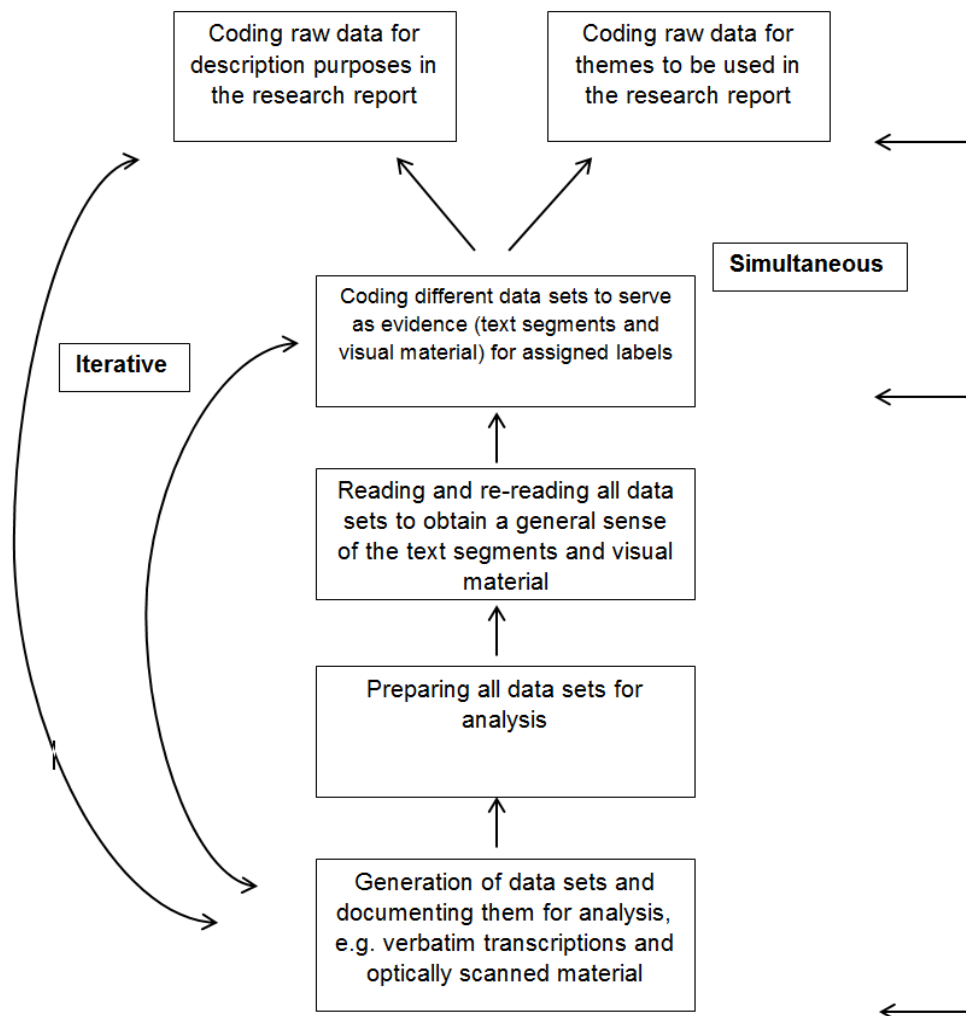 Coding raw data for
description purposes in
the research report
Coding raw data for
themes to be used in
the research report
Simultaneous
Coding different data sets to serve
as evidence (text segments and
visual material) for assigned labels
Iterative
Reading and re-reading all data
sets to obtain a general sense
of the text segments and visual
material
Preparing all data sets for
analysis
Generation of data sets and
documenting them for analysis,
e.g. verbatim transcriptions and
optically scanned material